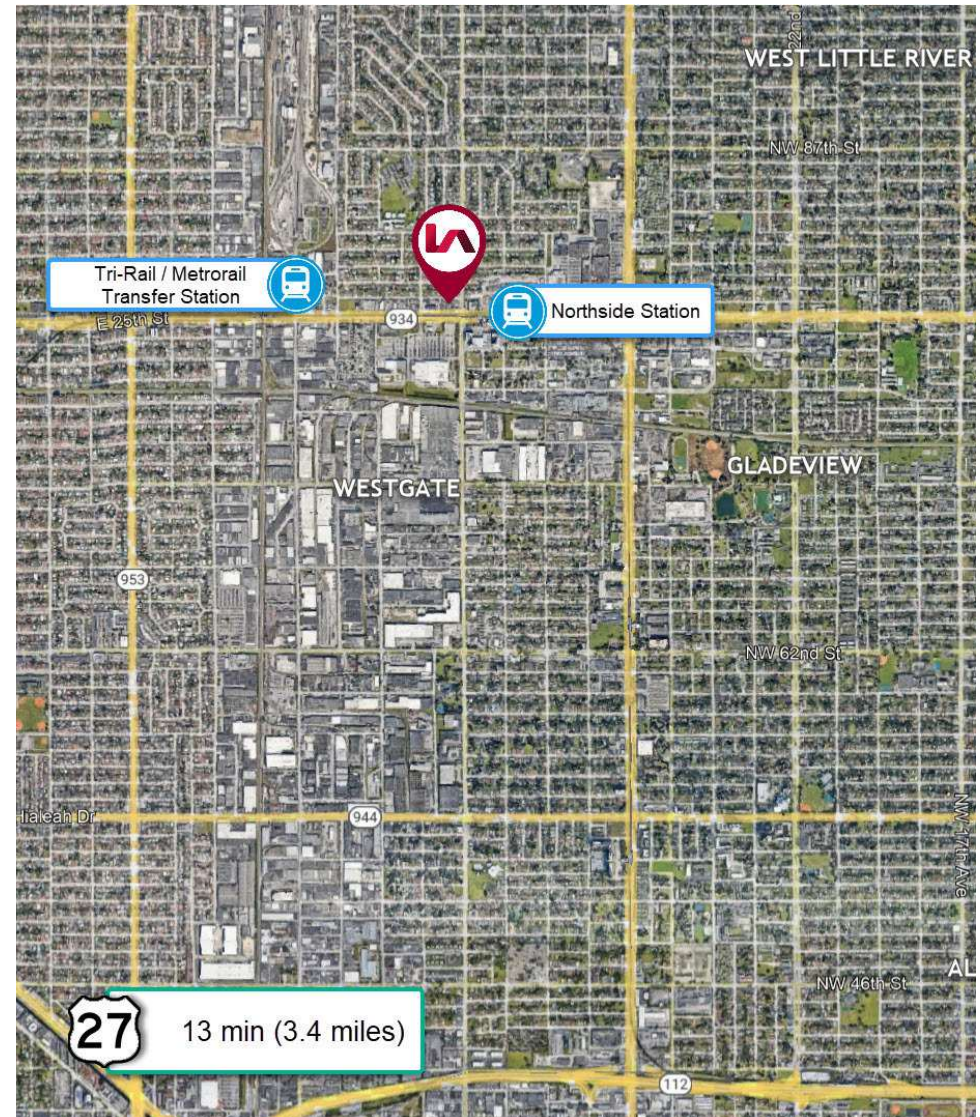 WEST LITTLE RIVER
22nd
NW 87th St
Tri-Rail / Metrorail
Transfer Station
E 25th St
934
Northside Station
WESTGATE
GLADEVIEW
953
NW 62nd St
Hialeah Dr
944
NW 17th Ave
NW 46th St
AL
27
13 min (3.4 miles)
112